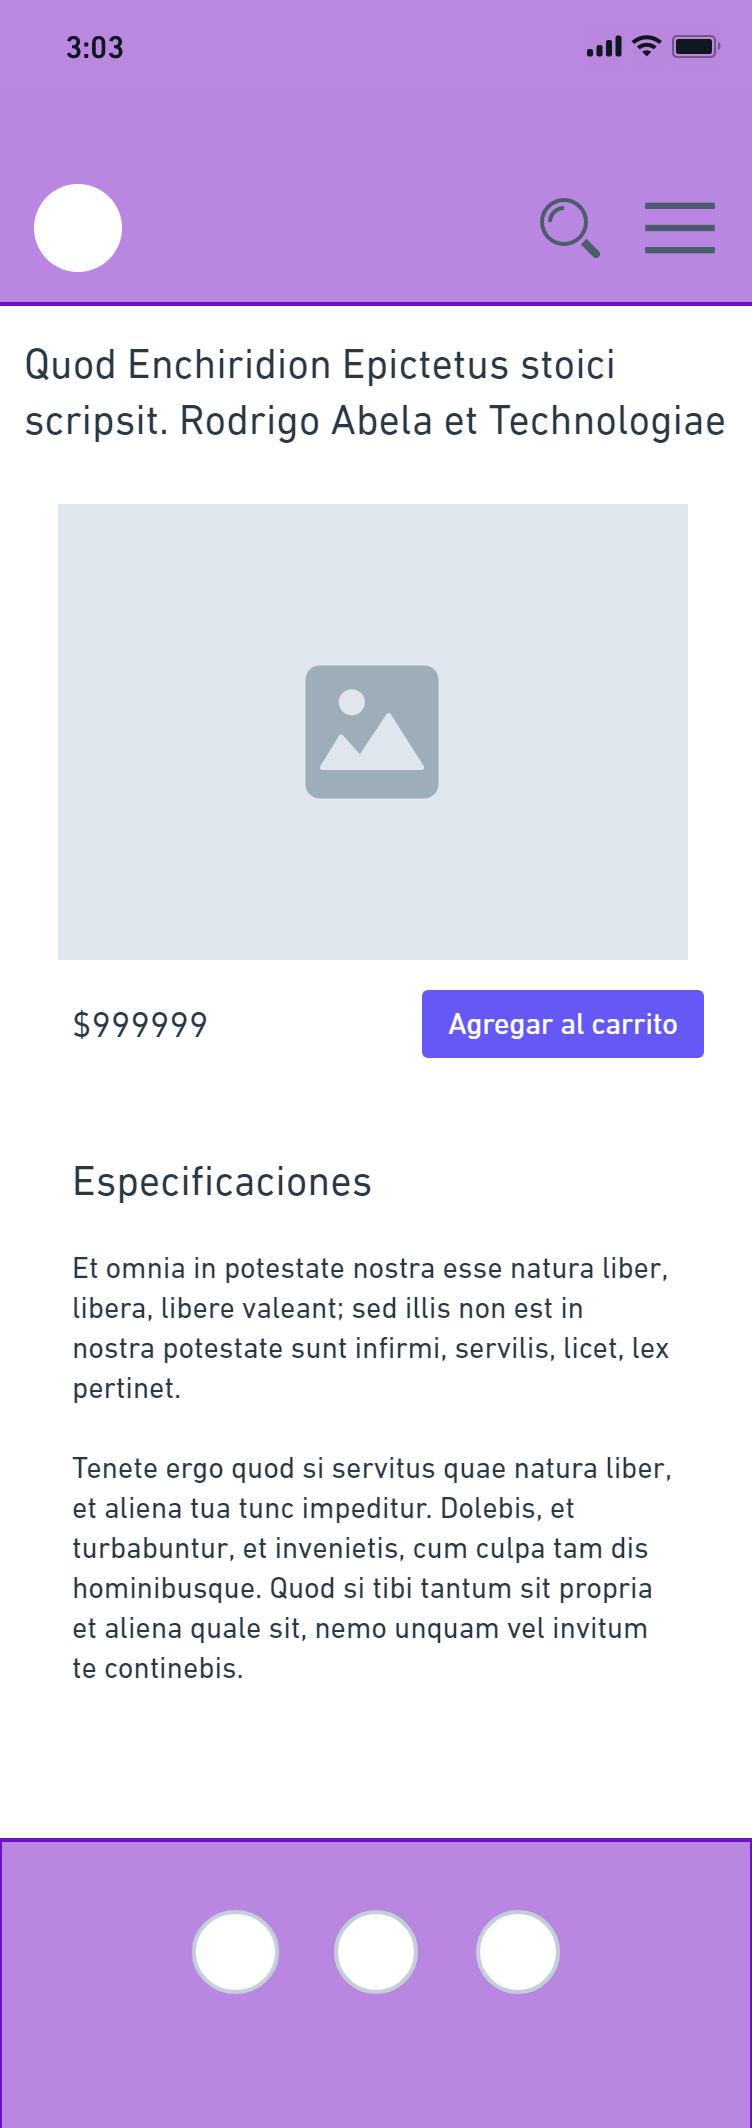 3:03
Quod Enchiridion Epictetus stoici
scripsit. Rodrigo Abela et Technologiae
$999999
Agregar al carrito
Especificaciones
Et omnia in potestate nostra esse natura liber,
libera, libere valeant; sed illis non est in
nostra potestate sunt infirmi, servilis, licet, lex
pertinet.
Tenete ergo quod si servitus quae natura liber,
et aliena tua tunc impeditur. Dolebis, et
turbabuntur, et invenietis, cum culpa tam dis
hominibusque. Quod si tibi tantum sit propria
et aliena quale sit, nemo unquam vel invitum
te continebis.